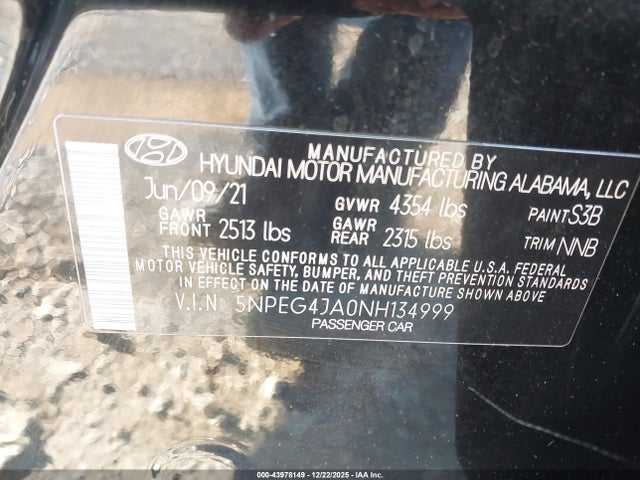 MANUFACTURED BY
HYUNDAI MOTOR MANUFACTURING ALABAMA, LLC
Jun/09/21 GVWR 4354 lbs PAINT S3B
GAWR FRONT 2513 lbs GAWR REAR 2315 lbs TRIM NNB
THIS VEHICLE CONFORMS TO ALL APPLICABLE U.S.A. FEDERAL
MOTOR VEHICLE SAFETY, BUMPER, AND THEFT PREVENTION STANDARDS
IN EFFECT ON THE DATE OF MANUFACTURE SHOWN ABOVE
V.I.N 5NPEG4JA0NH134999
PASSENGER CAR
000-43978149 | 12/22/2025 - IAA Inc.